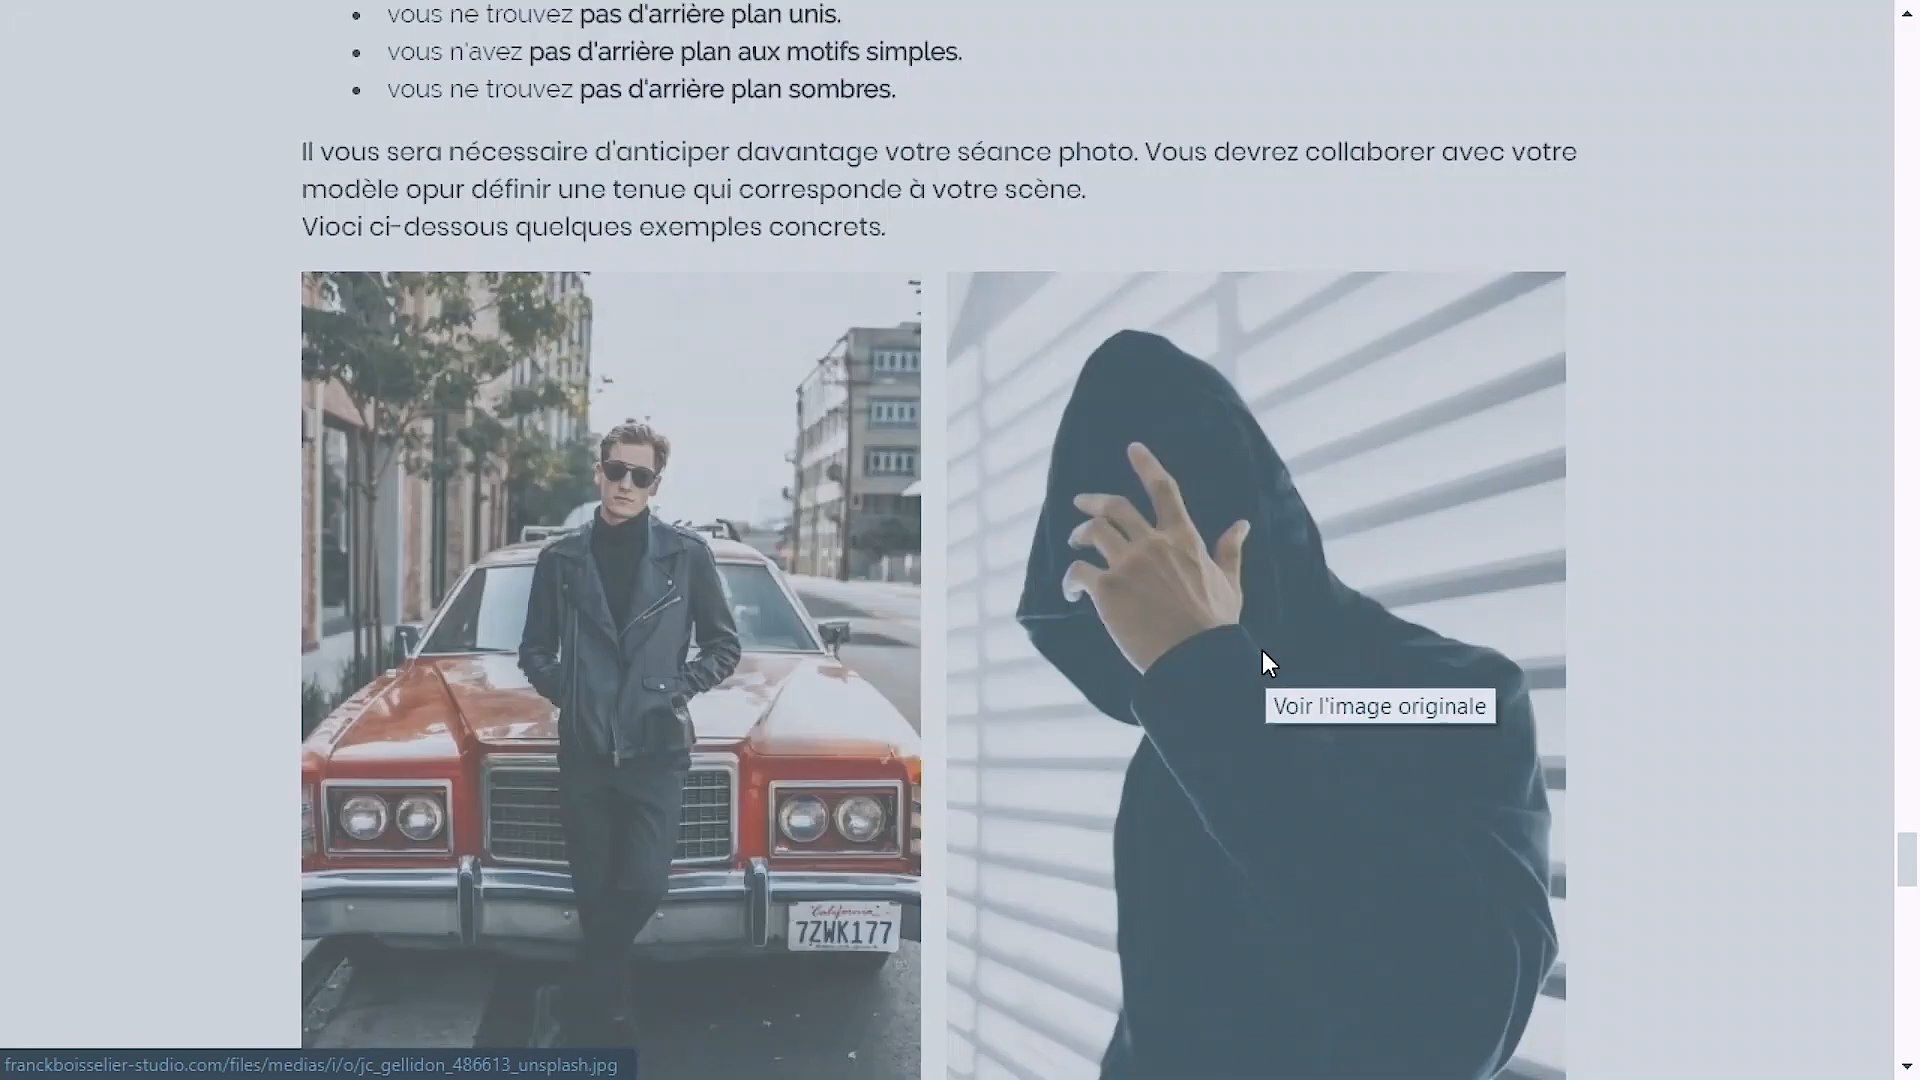 vous ne trouvez pas d'arrière plan unis.
vous n'avez pas d'arrière plan aux motifs simples.
vous ne trouvez pas d'arrière plan sombres.
Il vous sera nécessaire d'anticiper davantage votre séance photo. Vous devrez collaborer avec votre
modèle opur définir une tenue qui corresponde à votre scène.
Vioci ci-dessous quelques exemples concrets.
California
7ZWK177
Voir l'image originale
franckboisselier-studio.com/files/medias/i/o/jc_gellidon_486613_unsplash.jpg